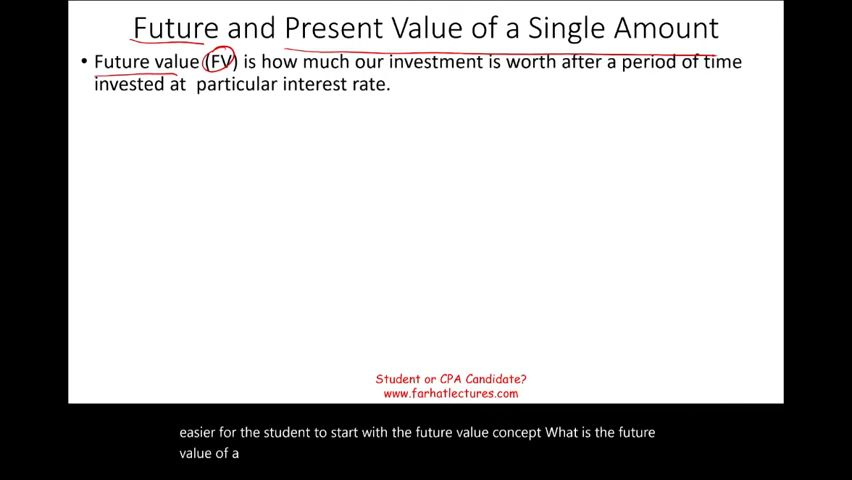 Future and Present Value of a Single Amount
• Future value (FV) is how much our investment is worth after a period of time
invested at particular interest rate.
Student or CPA Candidate?
www.farhatlectures.com
easier for the student to start with the future value concept What is the future
value of a